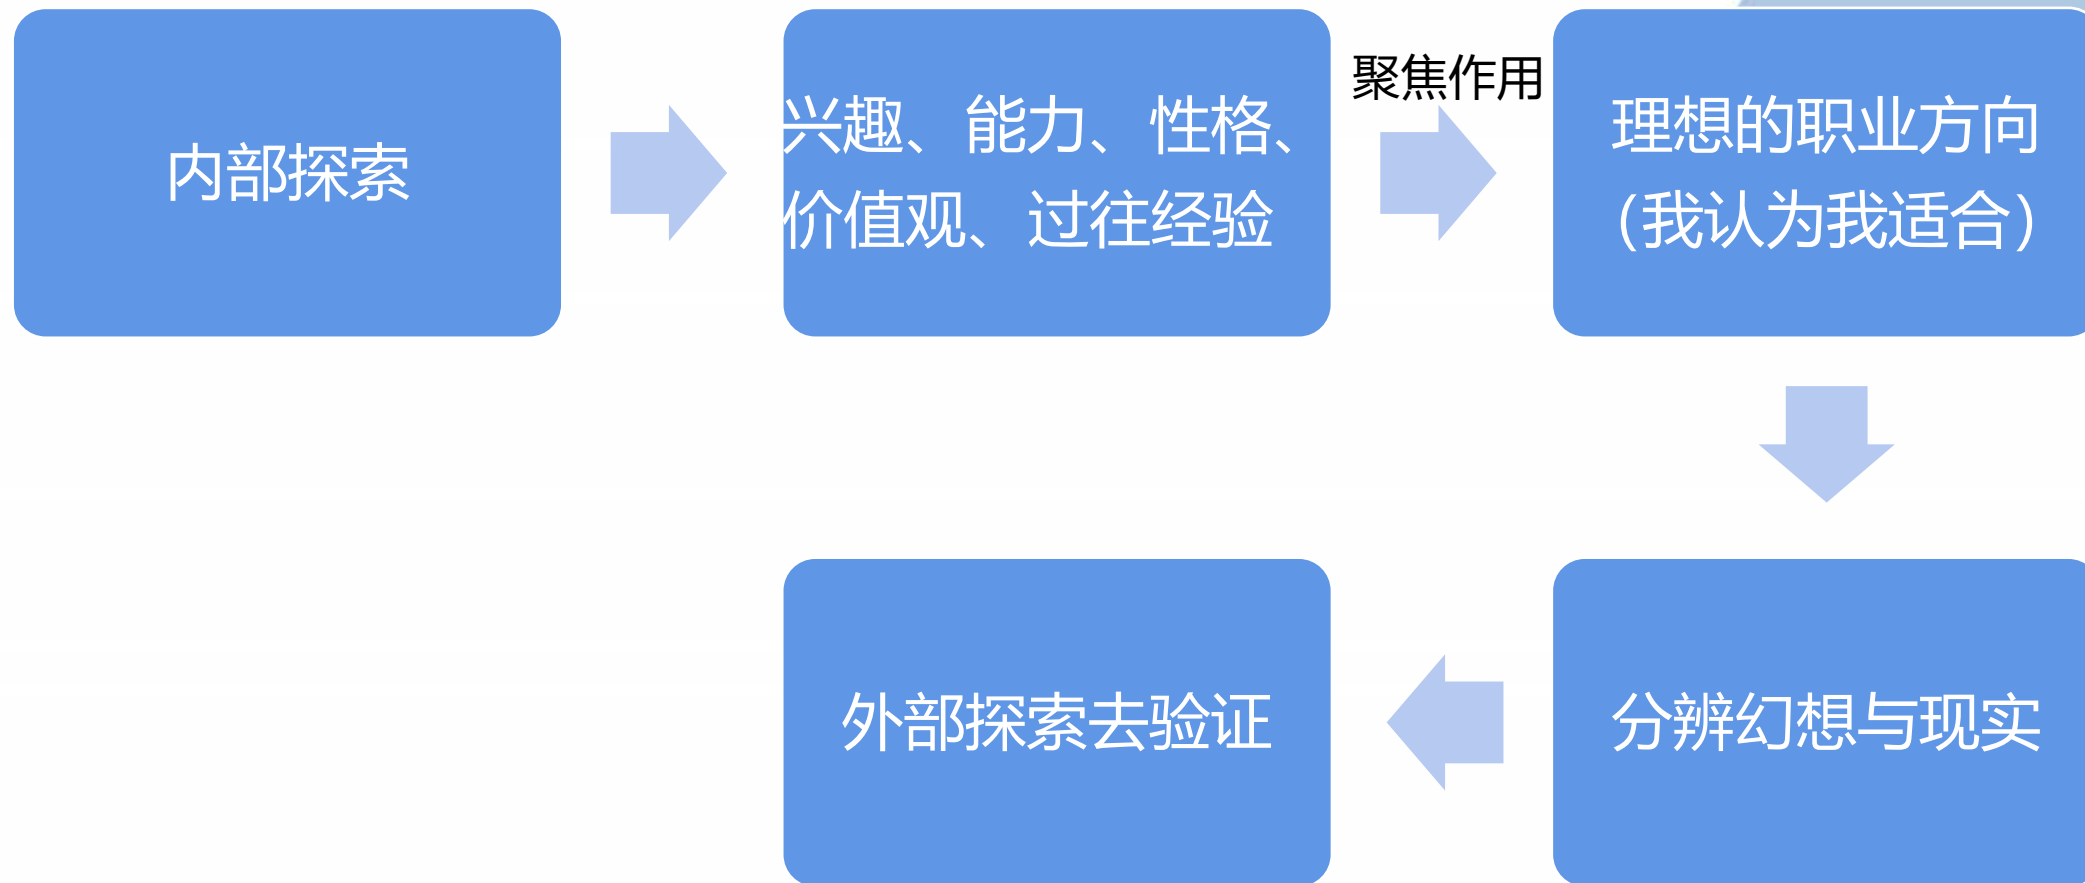 内部探索
兴趣、能力、性格、
价值观、过往经验
聚焦作用
理想的职业方向
（我认为我适合）
分辨幻想与现实
外部探索去验证